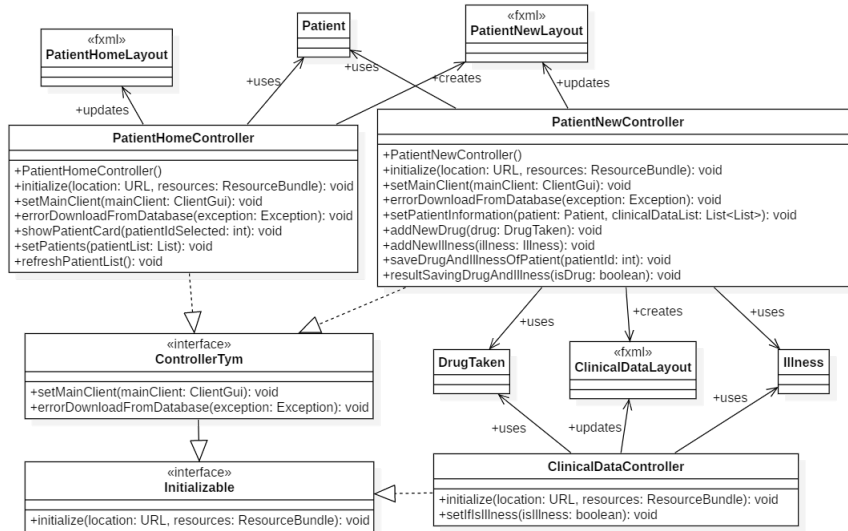 Patient
«fxml»
PatientHomeLayout
«fxml»
PatientNewLayout
+uses
+uses
+creates
+updates
+updates
PatientHomeController
+PatientHomeController()
+initialize(location: URL, resources: ResourceBundle): void
+setMainClient(mainClient: ClientGui): void
+errorDownloadFromDatabase(exception: Exception): void
+showPatientCard(patientIdSelected: int): void
+setPatients(patientList: List): void
+refreshPatientList(): void
PatientNewController
+PatientNewController()
+initialize(location: URL, resources: ResourceBundle): void
+setMainClient(mainClient: ClientGui): void
+errorDownloadFromDatabase(exception: Exception): void
+setPatientInformation(patient: Patient, clinicalDataList: List<List>): void
+addNewDrug(drug: DrugTaken): void
+addNewIllness(illness: Illness): void
+saveDrugAndIllnessOfPatient(patientId: int): void
+resultSavingDrugAndIllness(isDrug: boolean): void
+uses
+creates
+uses
«interface»
ControllerTym
+setMainClient(mainClient: ClientGui): void
+errorDownloadFromDatabase(exception: Exception): void
DrugTaken
«fxml»
ClinicalDataLayout
Illness
+uses
+updates
+uses
«interface»
Initializable
+initialize(location: URL, resources: ResourceBundle): void
ClinicalDataController
+initialize(location: URL, resources: ResourceBundle): void
+setIfIsIllness(isIllness: boolean): void